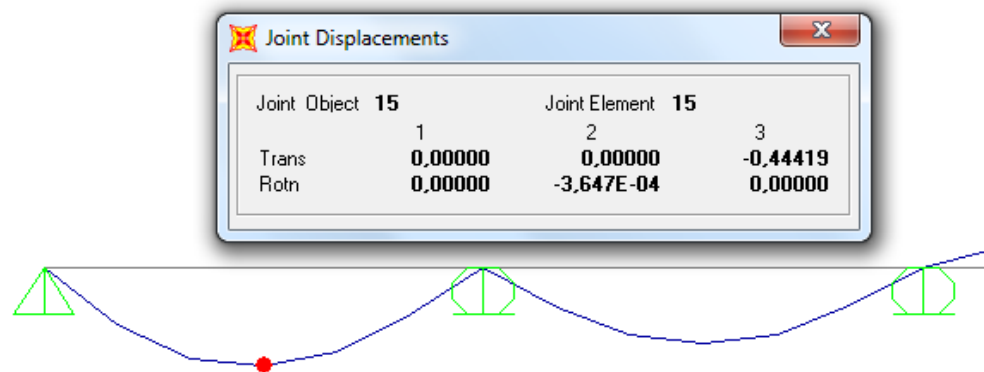 Joint Displacements
Joint Object 15 Joint Element 15
1 2 3
Trans 0,00000 0,00000 -0,44419
Rotn 0,00000 -3,647E-04 0,00000